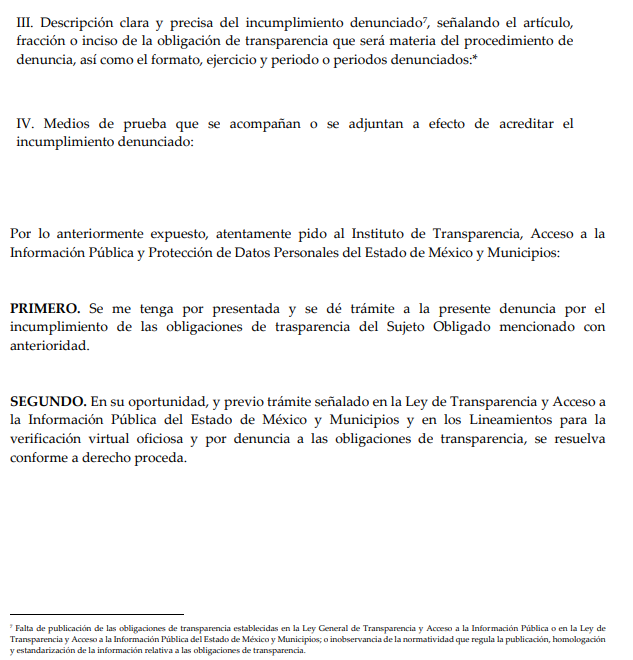 III. Descripción clara y precisa del incumplimiento denunciado⁷, señalando el artículo,
fracción o inciso de la obligación de transparencia que será materia del procedimiento de
denuncia, así como el formato, ejercicio y periodo o periodos denunciados:*
IV. Medios de prueba que se acompañan o se adjuntan a efecto de acreditar el
incumplimiento denunciado:
Por lo anteriormente expuesto, atentamente pido al Instituto de Transparencia, Acceso a la
Información Pública y Protección de Datos Personales del Estado de México y Municipios:
PRIMERO. Se me tenga por presentada y se dé trámite a la presente denuncia por el
incumplimiento de las obligaciones de trasparencia del Sujeto Obligado mencionado con
anterioridad.
SEGUNDO. En su oportunidad, y previo trámite señalado en la Ley de Transparencia y Acceso a
la Información Pública del Estado de México y Municipios y en los Lineamientos para la
verificación virtual oficiosa y por denuncia a las obligaciones de transparencia, se resuelva
conforme a derecho proceda.
⁷ Falta de publicación de las obligaciones de transparencia establecidas en la Ley General de Transparencia y Acceso a la Información Pública o en la Ley de
Transparencia y Acceso a la Información Pública del Estado de México y Municipios; o inobservancia de la normatividad que regula la publicación, homologación
y estandarización de la información relativa a las obligaciones de transparencia.